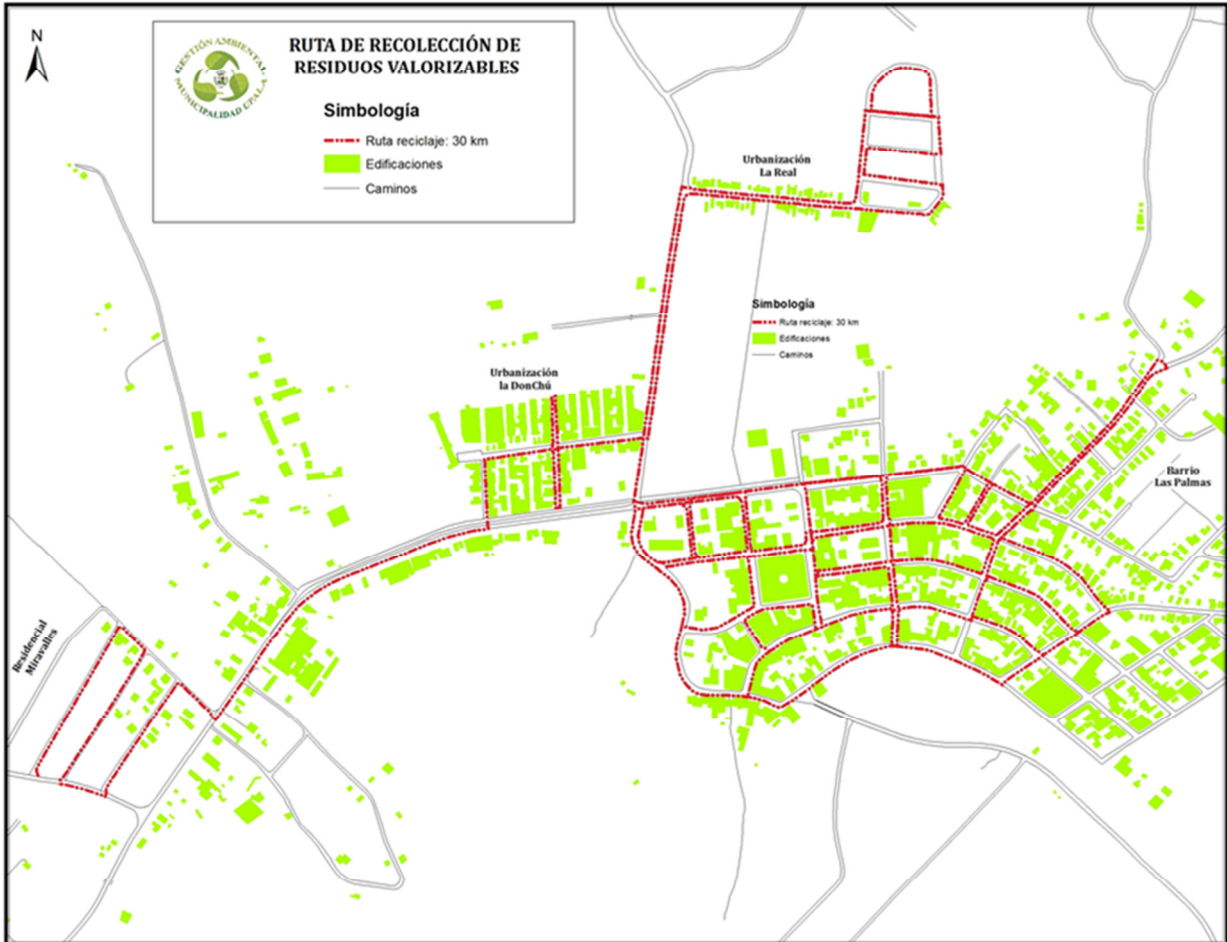 N
GESTIÓN AMBIENTAL
MUNICIPALIDAD UPALA
RUTA DE RECOLECCIÓN DE
RESIDUOS VALORIZABLES
Simbología
Ruta reciclaje: 30 km
Edificaciones
Caminos
Urbanización
La Real
Simbología
Ruta reciclaje: 30 km
Edificaciones
Caminos
Urbanización
la DonChú
Barrio
Las Palmas
Residencial
Miravalles